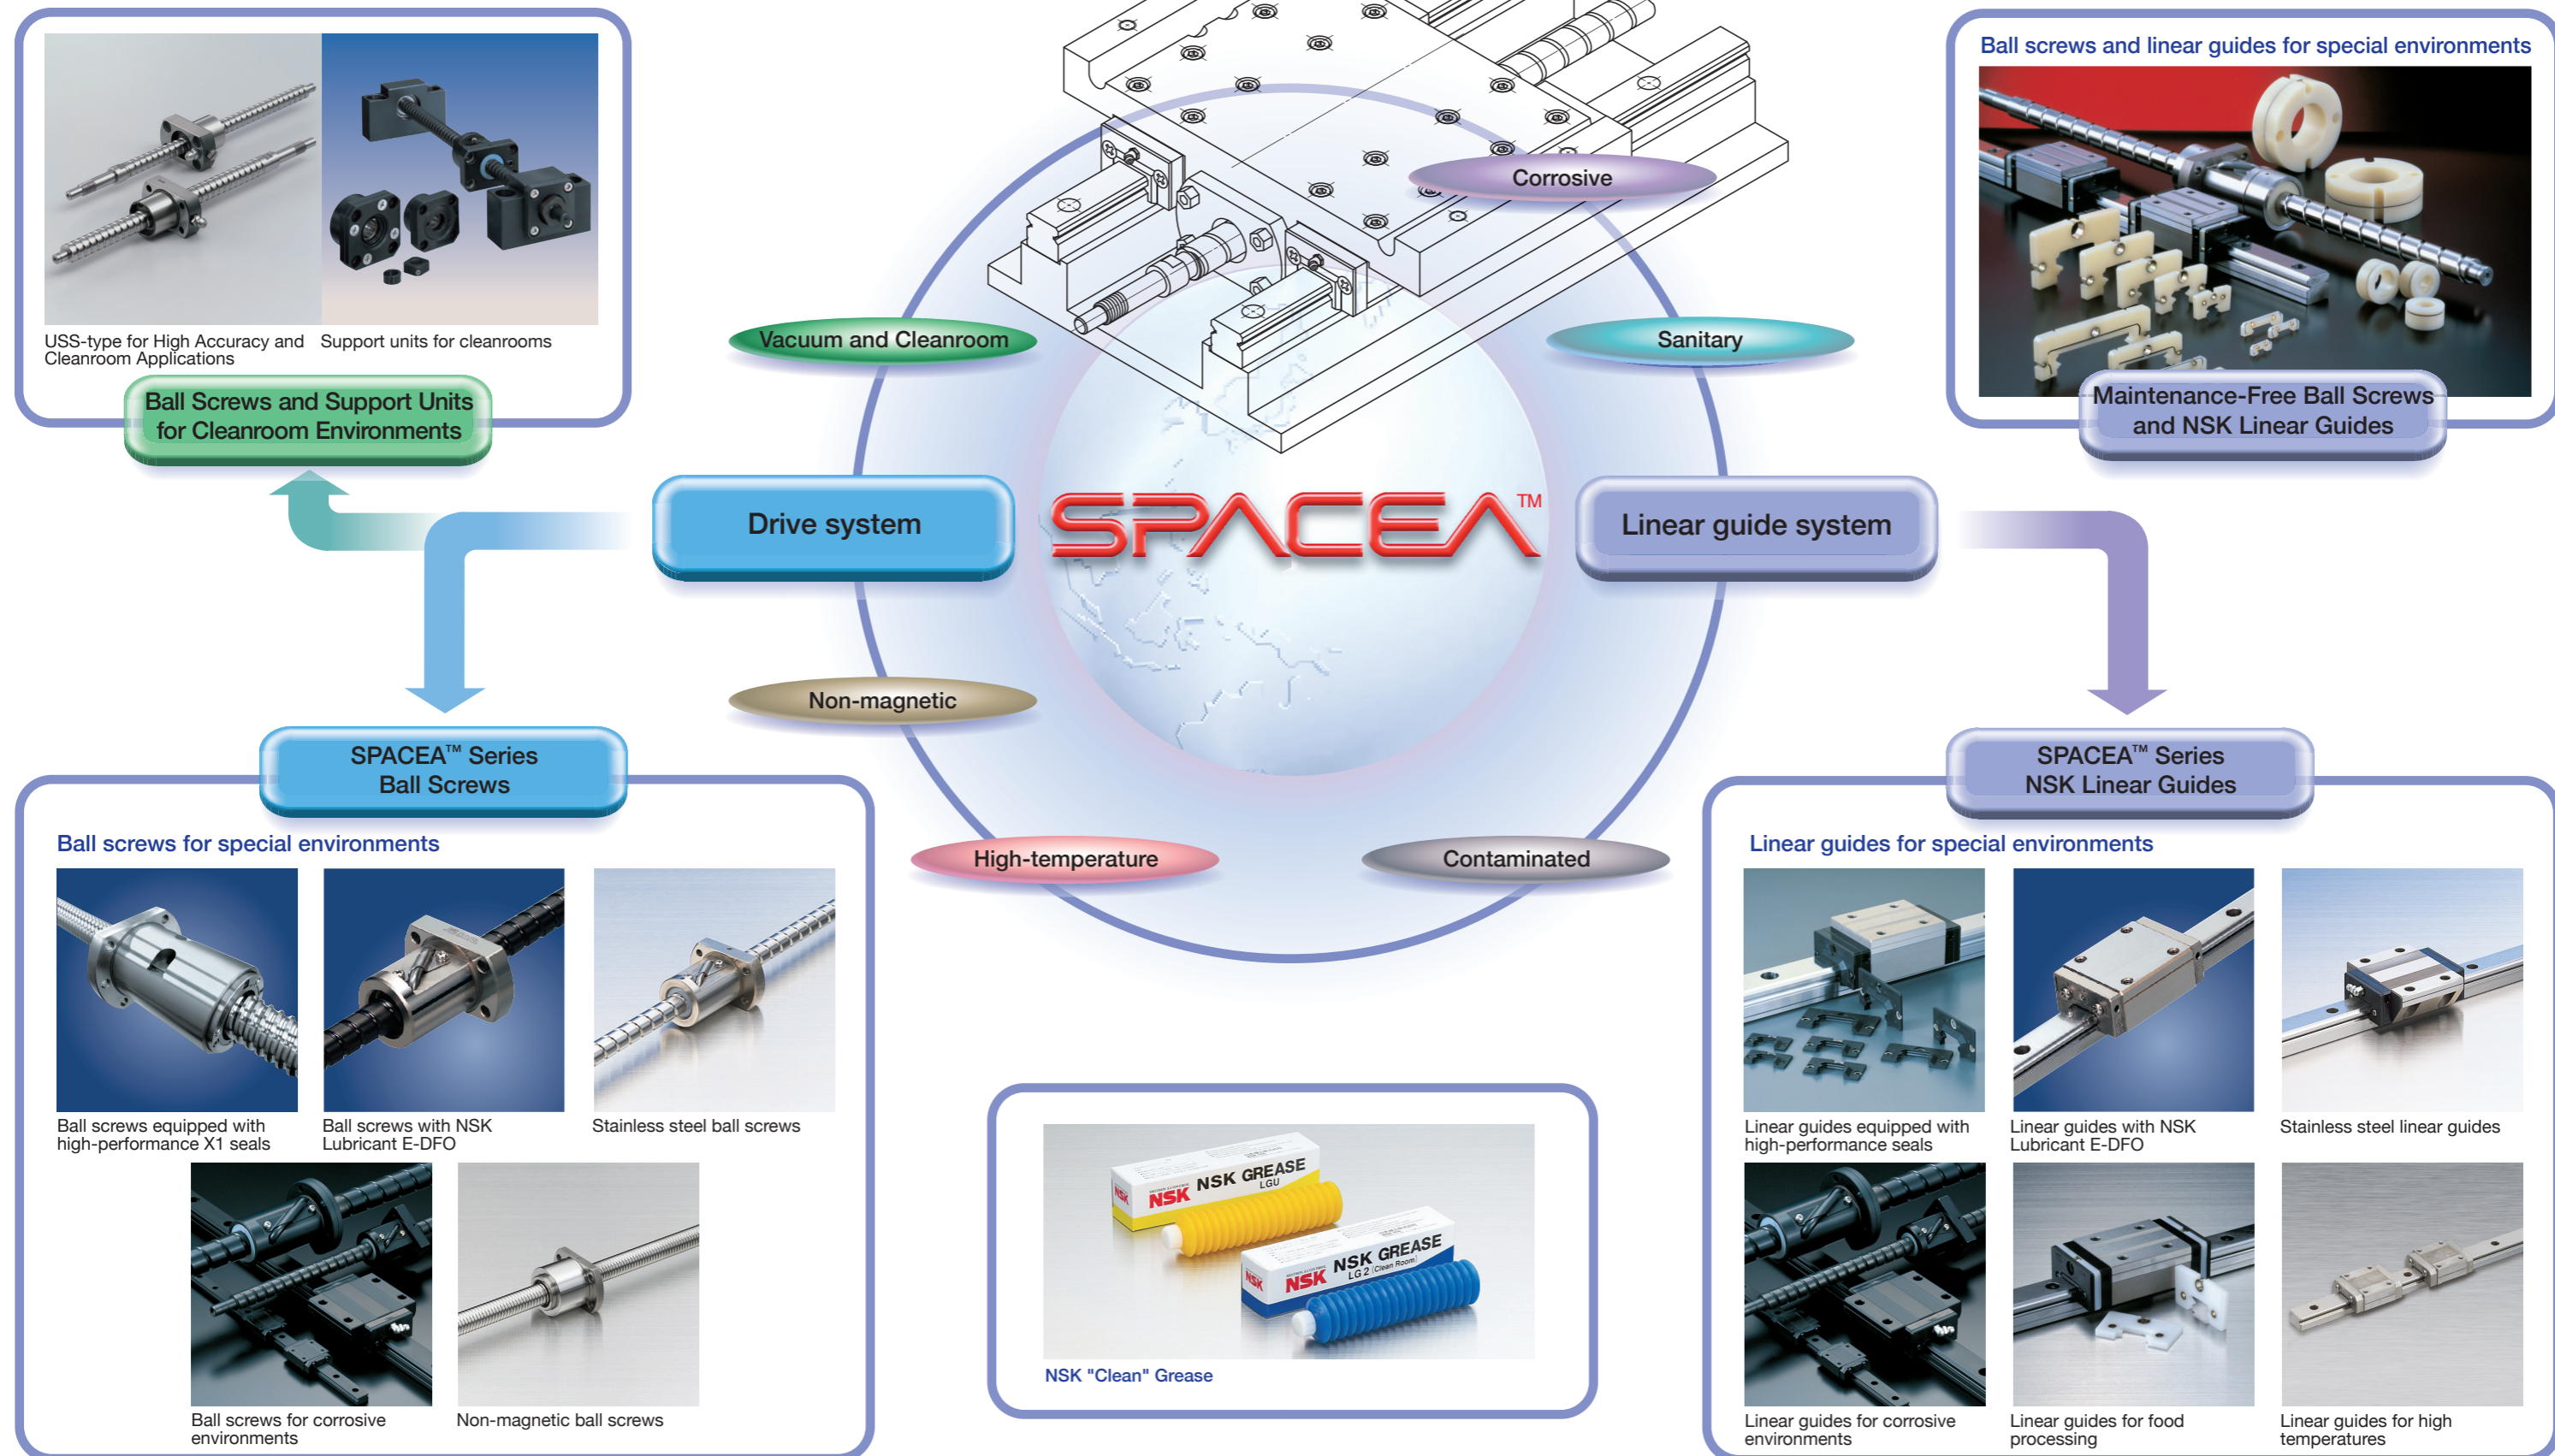 USS-type for High Accuracy and
Cleanroom Applications
Support units for cleanrooms
Ball Screws and Support Units
for Cleanroom Environments
Ball screws and linear guides for special environments
Maintenance-Free Ball Screws
and NSK Linear Guides
Corrosive
Vacuum and Cleanroom
Sanitary
Drive system
SPACEA™
Linear guide system
Non-magnetic
High-temperature
Contaminated
SPACEA™ Series
Ball Screws
Ball screws for special environments
Ball screws equipped with
high-performance X1 seals
Ball screws with NSK
Lubricant E-DFO
Stainless steel ball screws
Ball screws for corrosive
environments
Non-magnetic ball screws
NSK
NSK
NSK GREASE
LGU
NSK
NSK
NSK GREASE
LG 2 (Clean Room)
NSK "Clean" Grease
SPACEA™ Series
NSK Linear Guides
Linear guides for special environments
Linear guides equipped with
high-performance seals
Linear guides with NSK
Lubricant E-DFO
Stainless steel linear guides
Linear guides for corrosive
environments
Linear guides for food
processing
Linear guides for high
temperatures